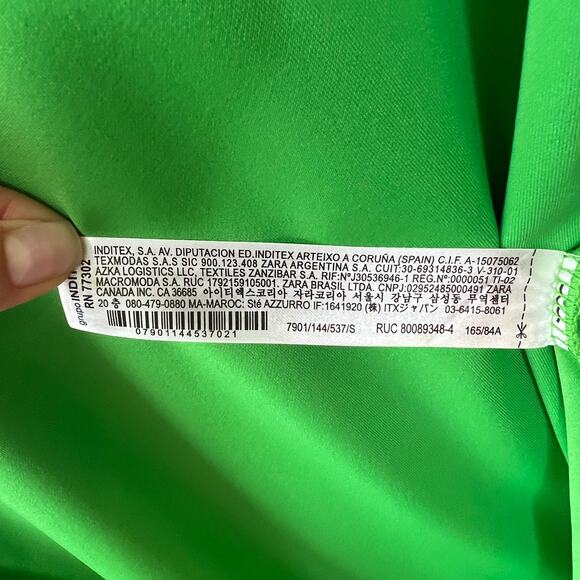 grupo INDITEX
RN 77302
INDITEX, S.A. AV. DIPUTACION ED.INDITEX ARTEIXO A CORUÑA (SPAIN) C.I.F. A-15075062
TEXMODAS S.A.S SIC 900.123.408 ZARA ARGENTINA S.A. CUIT:30-69314836-3 V-310-01
AZKA LOGISTICS LLC, TEXTILES ZANZIBAR S.A. RIF:NºJ30536946-1 REG.Nº:0000051 TI-02
MACROMODA S.A. RUC 1792159105001. ZARA BRASIL LTDA. CNPJ:02952485000491 ZARA
CANADA INC. CA 36685 아이티엑스코리아 자라코리아 서울시 강남구 삼성동 무역센터
20 층 080-479-0880 MA-MAROC: SI6 AZZURRO IF:1641920 (株) ITXジャパン 03-6415-8061
07901144537021
7901/144/537/S
RUC 80089348-4
165/84A